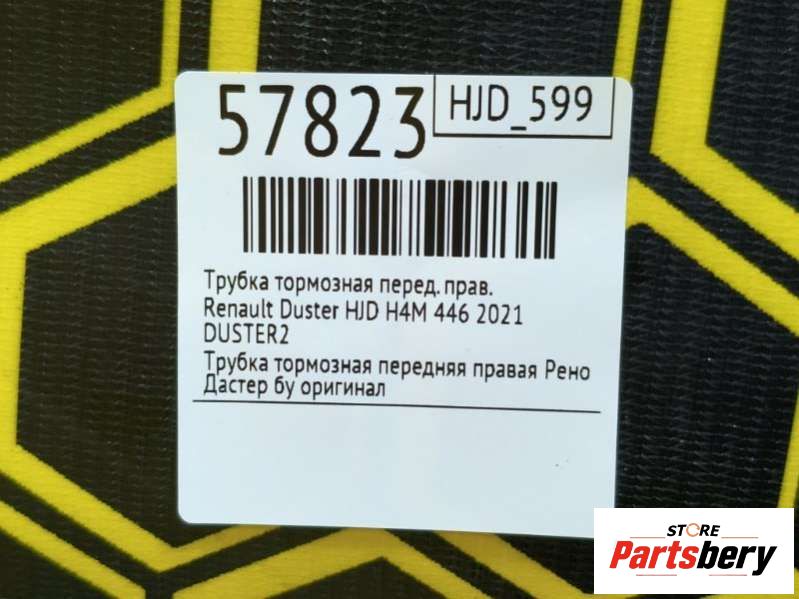 57823
HJD_599
Трубка тормозная перед. прав.
Renault Duster HJD H4M 446 2021
DUSTER2
Трубка тормозная передняя правая Рено
Дастер бу оригинал
STORE
Partsbery